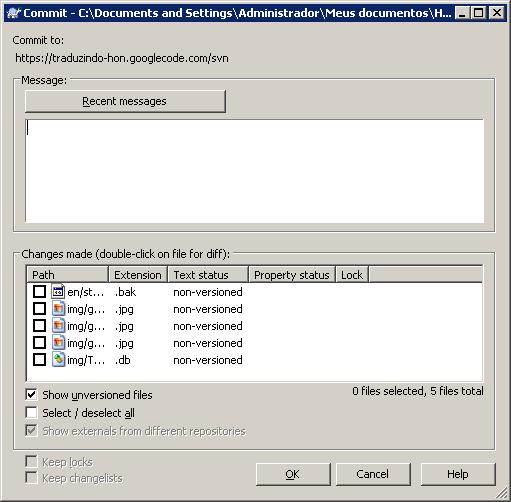 Commit - C:\Documents and Settings\Administrador\Meus documentos\H...
Commit to:
https://traduzindo-hon.googlecode.com/svn
Message:
Recent messages
Changes made (double-click on file for diff):
Path Extension Text status Property status Lock
en/st... .bak non-versioned
img/g... .jpg non-versioned
img/g... .jpg non-versioned
img/g... .jpg non-versioned
img/T... .db non-versioned
Show unversioned files
0 files selected, 5 files total
Select / deselect all
Show externals from different repositories
Keep locks
Keep changelists
OK Cancel Help